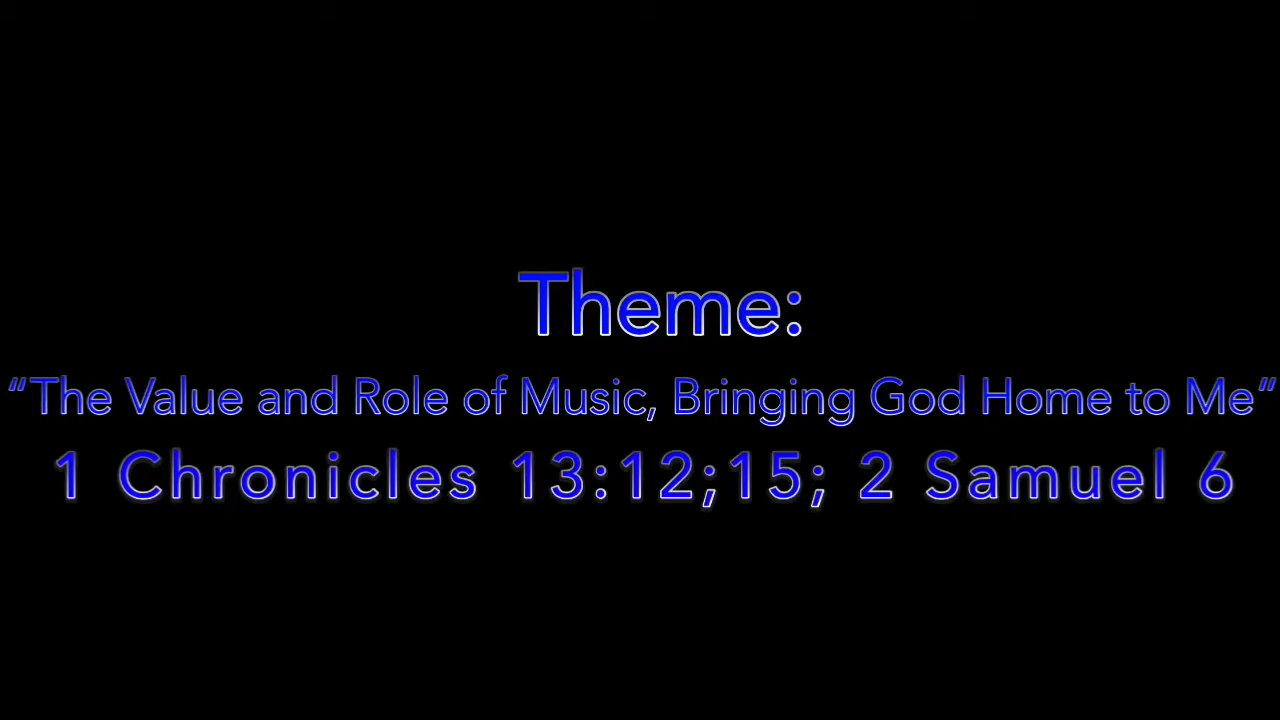 Theme:
“The Value and Role of Music, Bringing God Home to Me”
1 Chronicles 13:12;15; 2 Samuel 6